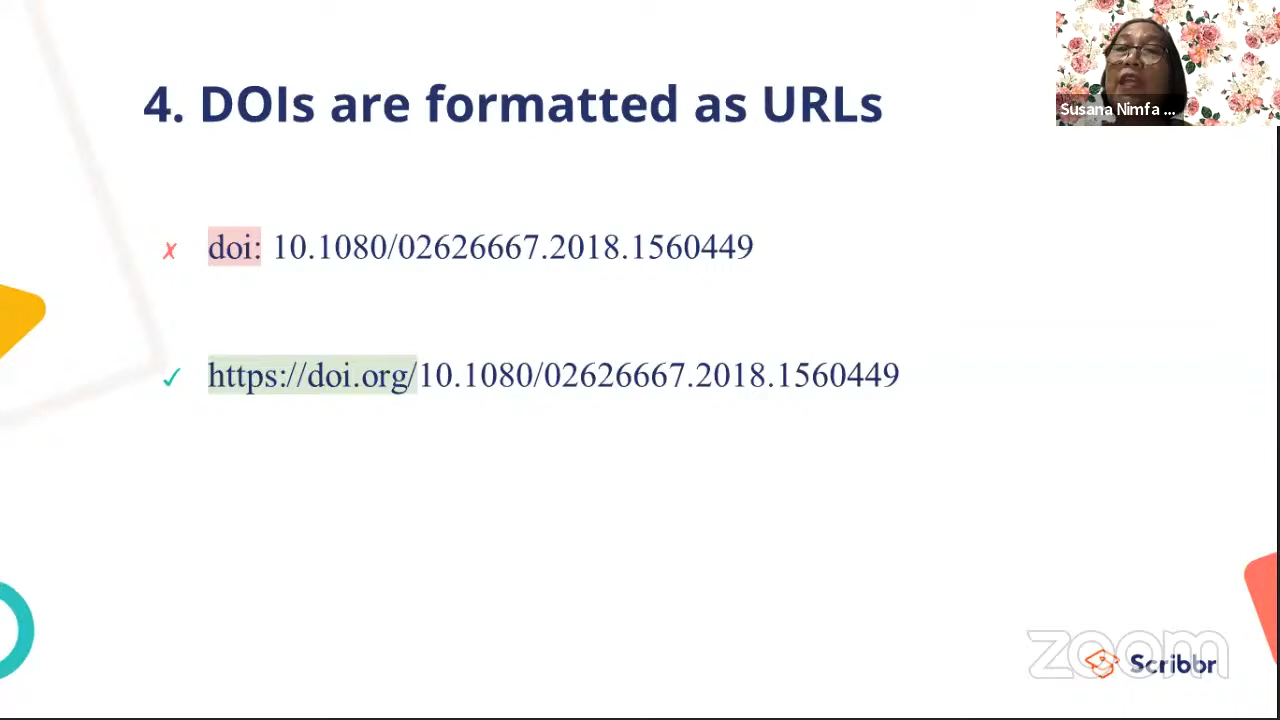 4. DOIs are formatted as URLs
Susana Nimfa ...
✗ doi: 10.1080/02626667.2018.1560449
✓ https://doi.org/10.1080/02626667.2018.1560449
zoom
Scribbr